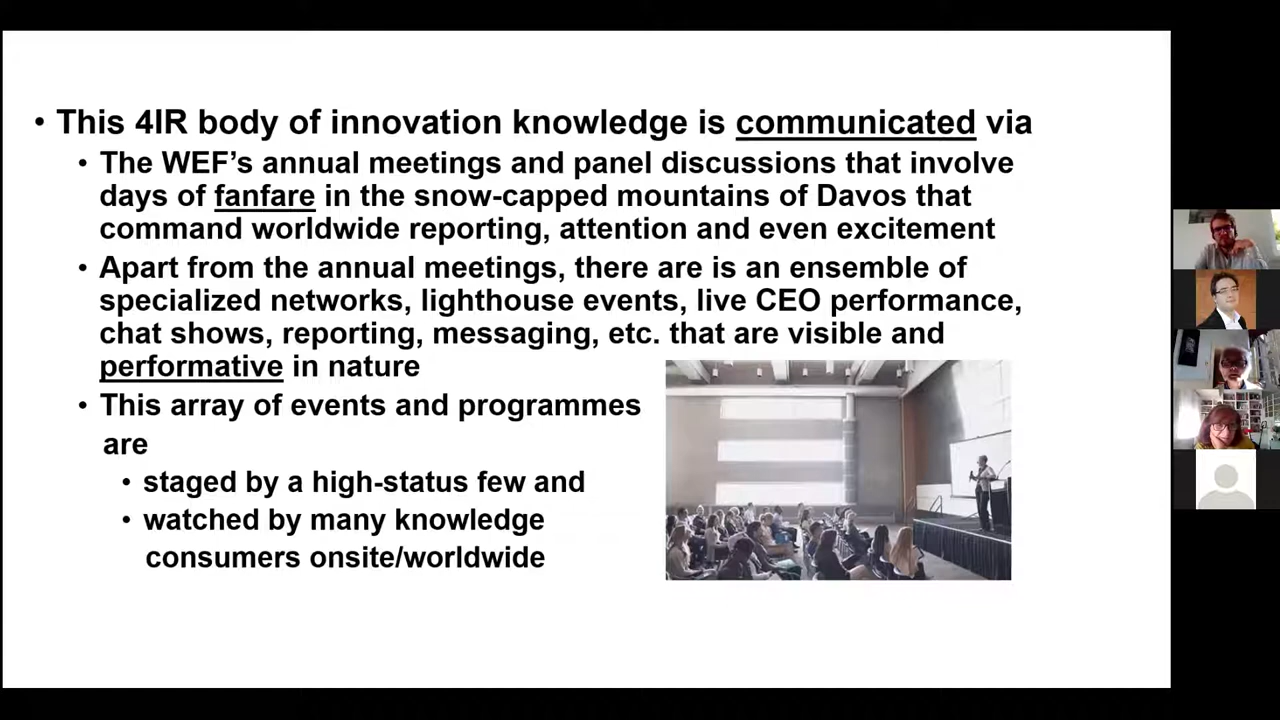 • This 4IR body of innovation knowledge is communicated via
• The WEF’s annual meetings and panel discussions that involve
days of fanfare in the snow-capped mountains of Davos that
command worldwide reporting, attention and even excitement
• Apart from the annual meetings, there are is an ensemble of
specialized networks, lighthouse events, live CEO performance,
chat shows, reporting, messaging, etc. that are visible and
performative in nature
• This array of events and programmes
are
• staged by a high-status few and
• watched by many knowledge
consumers onsite/worldwide